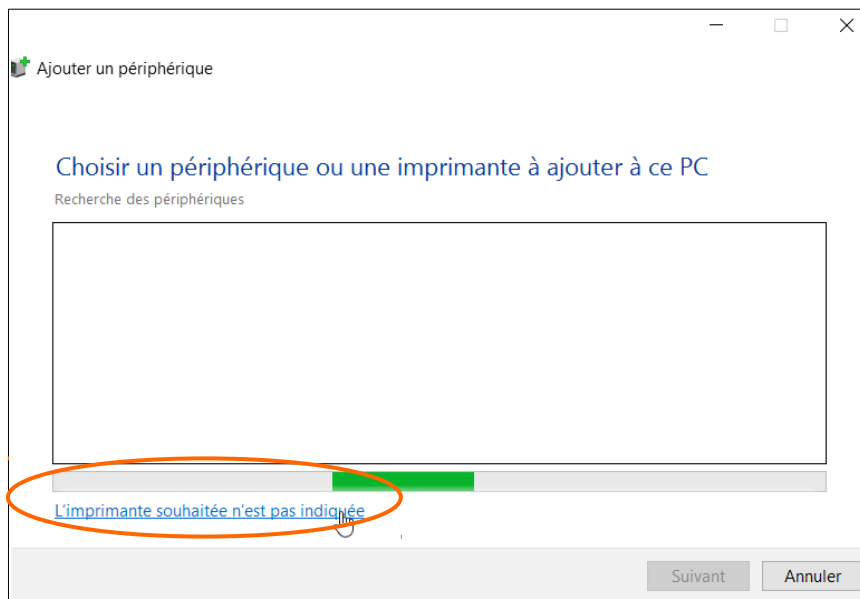 Ajouter un périphérique
Choisir un périphérique ou une imprimante à ajouter à ce PC
Recherche des périphériques
L'imprimante souhaitée n'est pas indiquée
Suivant
Annuler